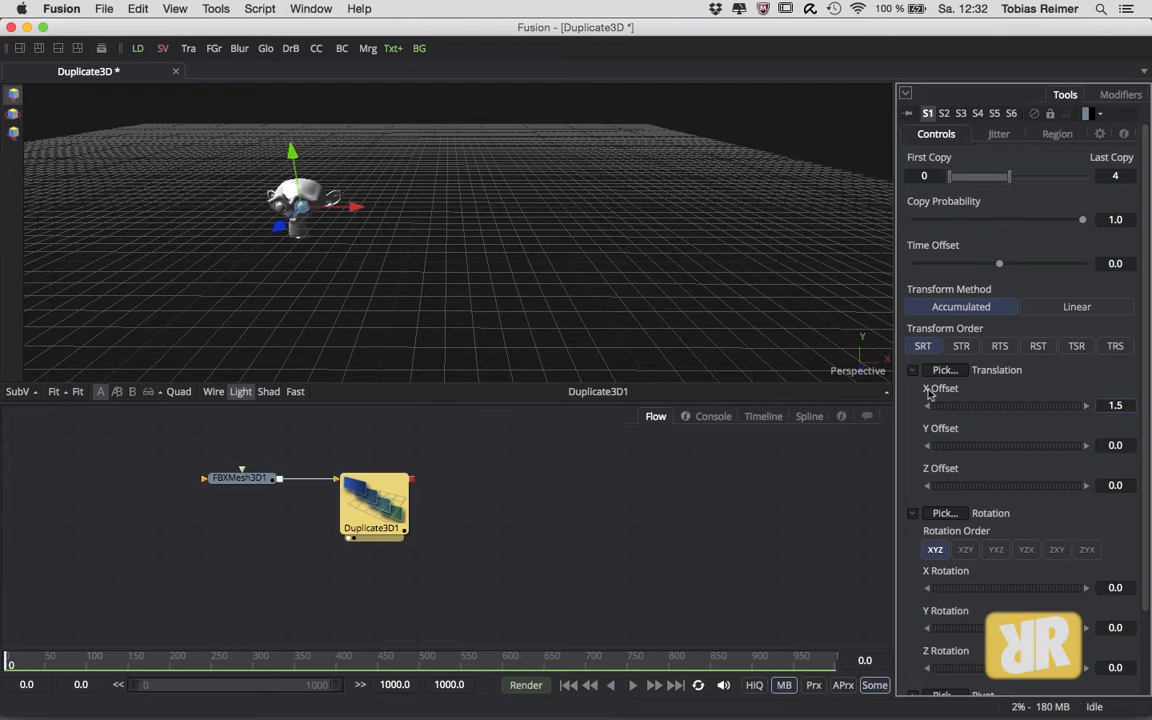 Fusion File Edit View Tools Script Window Help 100 % Sa. 12:32 Tobias Reimer
Fusion - [Duplicate3D *]
LD SV Tra FGr Blur Glo DrB CC BC Mrg Txt+ BG
Duplicate3D *
Tools Modifiers
S1 S2 S3 S4 S5 S6
Controls Jitter Region
First Copy Last Copy
0 4
Copy Probability
1.0
Time Offset
0.0
Transform Method
Accumulated Linear
Transform Order
SRT STR RTS RST TSR TRS
Pick... Translation
X Offset
1.5
Y Offset
0.0
Z Offset
0.0
Pick... Rotation
Rotation Order
XYZ XZY YXZ YZX ZXY ZYX
X Rotation
0.0
Y Rotation
0.0
Z Rotation
0.0
Pick... Pivot
RR
Y
X
Perspective
SubV Fit Fit A A/B B Quad Wire Light Shad Fast Duplicate3D1
Flow Console Timeline Spline
FBXMesh3D1
Duplicate3D1
0 50 100 150 200 250 300 350 400 450 500 550 600 650 700 750 800 850 900 950 0.0
0.0 0.0 << 0 1000 >> 1000.0 1000.0 Render HiQ MB Prx APrx Some
2% - 180 MB Idle